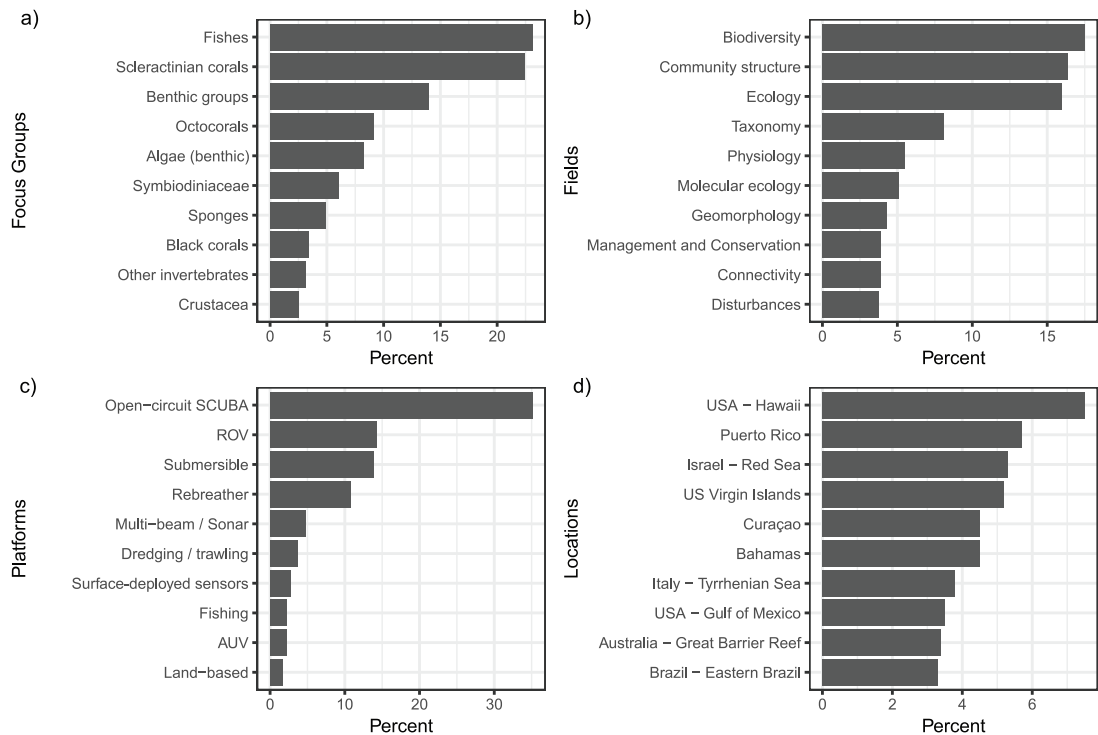 a)
Focus Groups
Fishes
Scleractinian corals
Benthic groups
Octocorals
Algae (benthic)
Symbiodiniaceae
Sponges
Black corals
Other invertebrates
Crustacea
0 5 10 15 20
Percent
b)
Fields
Biodiversity
Community structure
Ecology
Taxonomy
Physiology
Molecular ecology
Geomorphology
Management and Conservation
Connectivity
Disturbances
0 5 10 15
Percent
c)
Platforms
Open−circuit SCUBA
ROV
Submersible
Rebreather
Multi−beam / Sonar
Dredging / trawling
Surface-deployed sensors
Fishing
AUV
Land−based
0 10 20 30
Percent
d)
Locations
USA − Hawaii
Puerto Rico
Israel − Red Sea
US Virgin Islands
Curaçao
Bahamas
Italy − Tyrrhenian Sea
USA − Gulf of Mexico
Australia − Great Barrier Reef
Brazil − Eastern Brazil
0 2 4 6
Percent